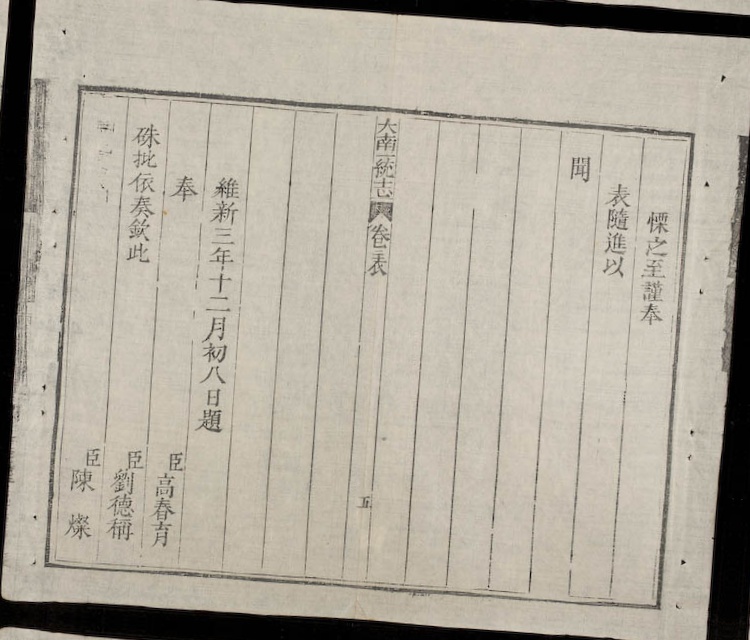 慄之至謹奉
表隨進以
聞
大南一統志
表
五
維新三年十二月初八日題
奉
臣高春育
硃批依奏欽此
臣劉德稱
臣陳燦